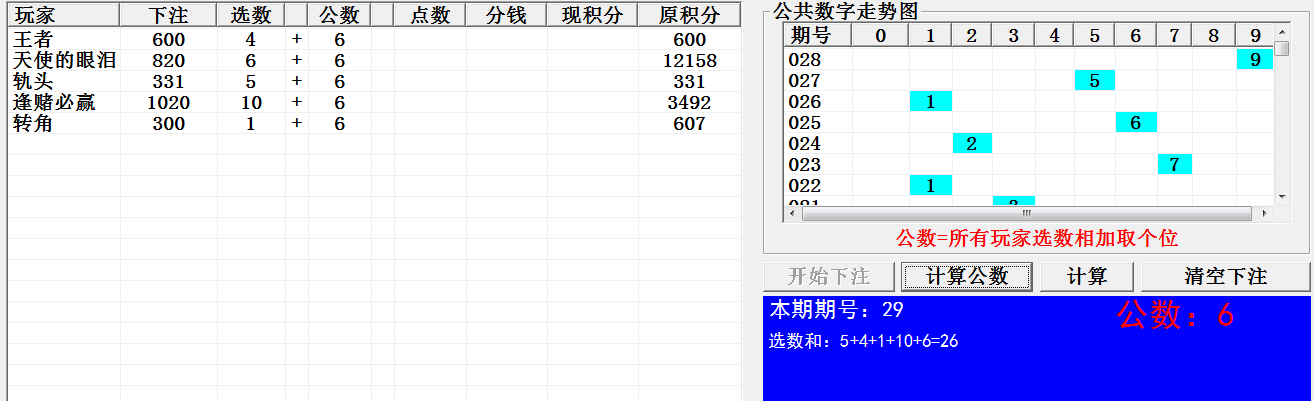 玩家 下注 选数 公数 点数 分钱 现积分 原积分
王者 600 4 + 6 600
天使的眼泪 820 6 + 6 12158
轨头 331 5 + 6 331
逢赌必赢 1020 10 + 6 3492
转角 300 1 + 6 607
公共数字走势图
期号 0 1 2 3 4 5 6 7 8 9
028 9
027 5
026 1
025 6
024 2
023 7
022 1
公数=所有玩家选数相加取个位
开始下注 计算公数 计算 清空下注
本期期号：29 公数：6
选数和：5+4+1+10+6=26